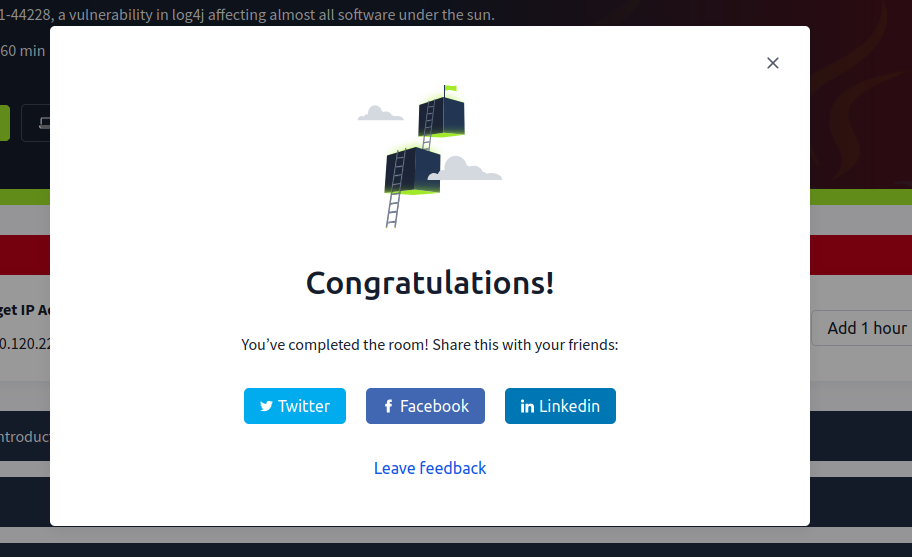 1-44228, a vulnerability in log4j affecting almost all software under the sun.
60 min
Congratulations!
You’ve completed the room! Share this with your friends:
Twitter
Facebook
Linkedin
Leave feedback
get IP A
0.120.22
Add 1 hour
ntroduc